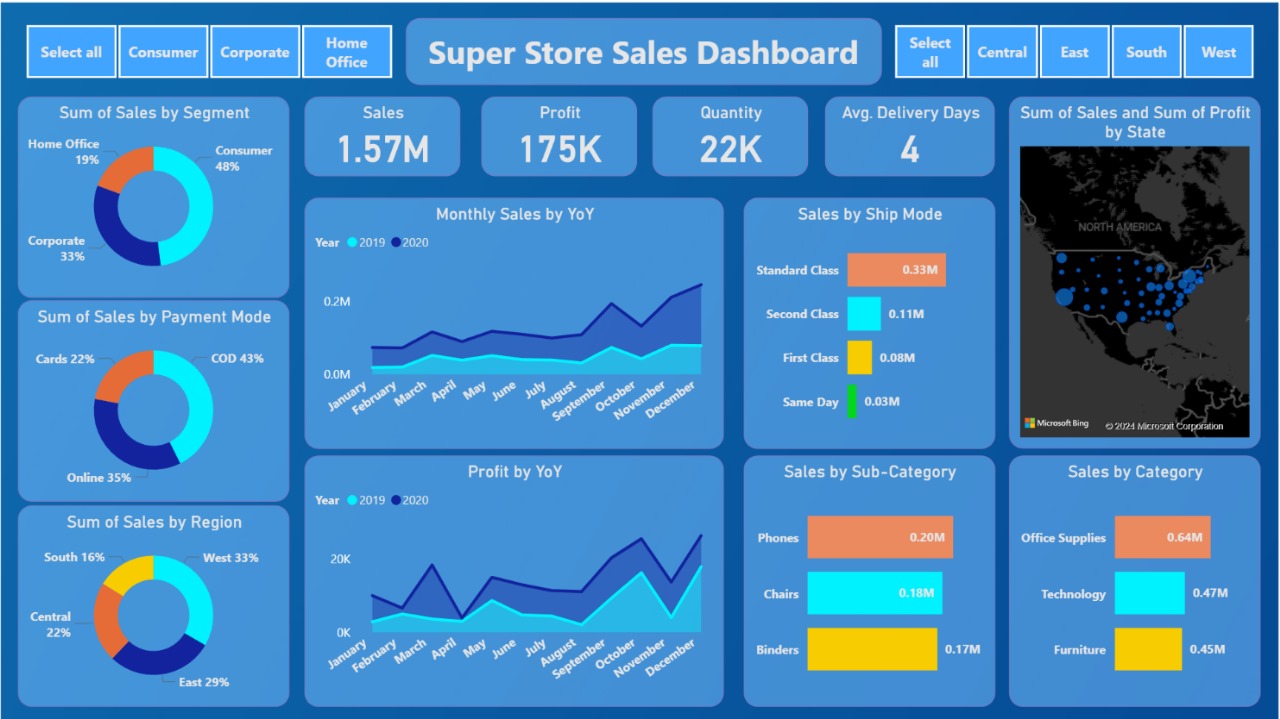 Select all
Consumer
Corporate
Home
Office
Super Store Sales Dashboard
Select
all
Central
East
South
West
Sum of Sales by Segment
Home Office
19%
Consumer
48%
Corporate
33%
Sales
1.57M
Profit
175K
Quantity
22K
Avg. Delivery Days
4
Sum of Sales and Sum of Profit
by State
NORTH AMERICA
Microsoft Bing
© 2024 Microsoft Corporation
Monthly Sales by YoY
Year 2019 2020
0.2M
0.0M
January
February
March
April
May
June
July
August
September
October
November
December
Sales by Ship Mode
Standard Class 0.33M
Second Class 0.11M
First Class 0.08M
Same Day 0.03M
Sum of Sales by Payment Mode
Cards 22%
COD 43%
Online 35%
Sum of Sales by Region
South 16%
West 33%
Central
22%
East 29%
Profit by YoY
Year 2019 2020
20K
0K
January
February
March
April
May
June
July
August
September
October
November
December
Sales by Sub-Category
Phones 0.20M
Chairs 0.18M
Binders 0.17M
Sales by Category
Office Supplies 0.64M
Technology 0.47M
Furniture 0.45M